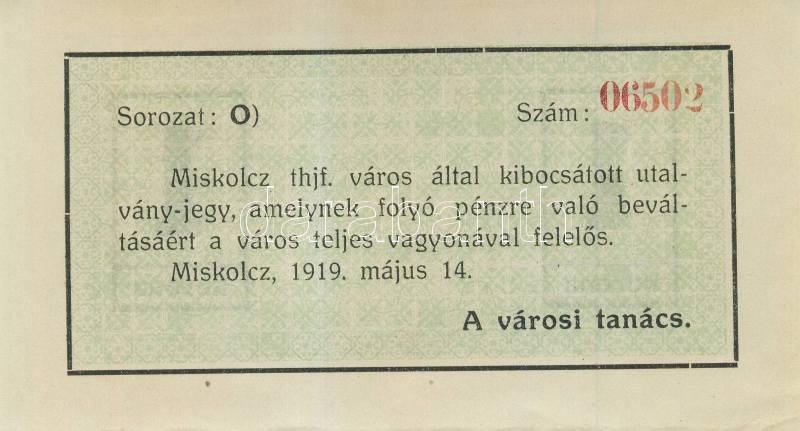 Sorozat: O) Szám: 06502
Miskolcz thjf. város által kibocsátott utal-
vány-jegy, amelynek folyó pénzre való bevál-
tásáért a város teljes vagyonával felelős.
Miskolcz, 1919. május 14.
A városi tanács.